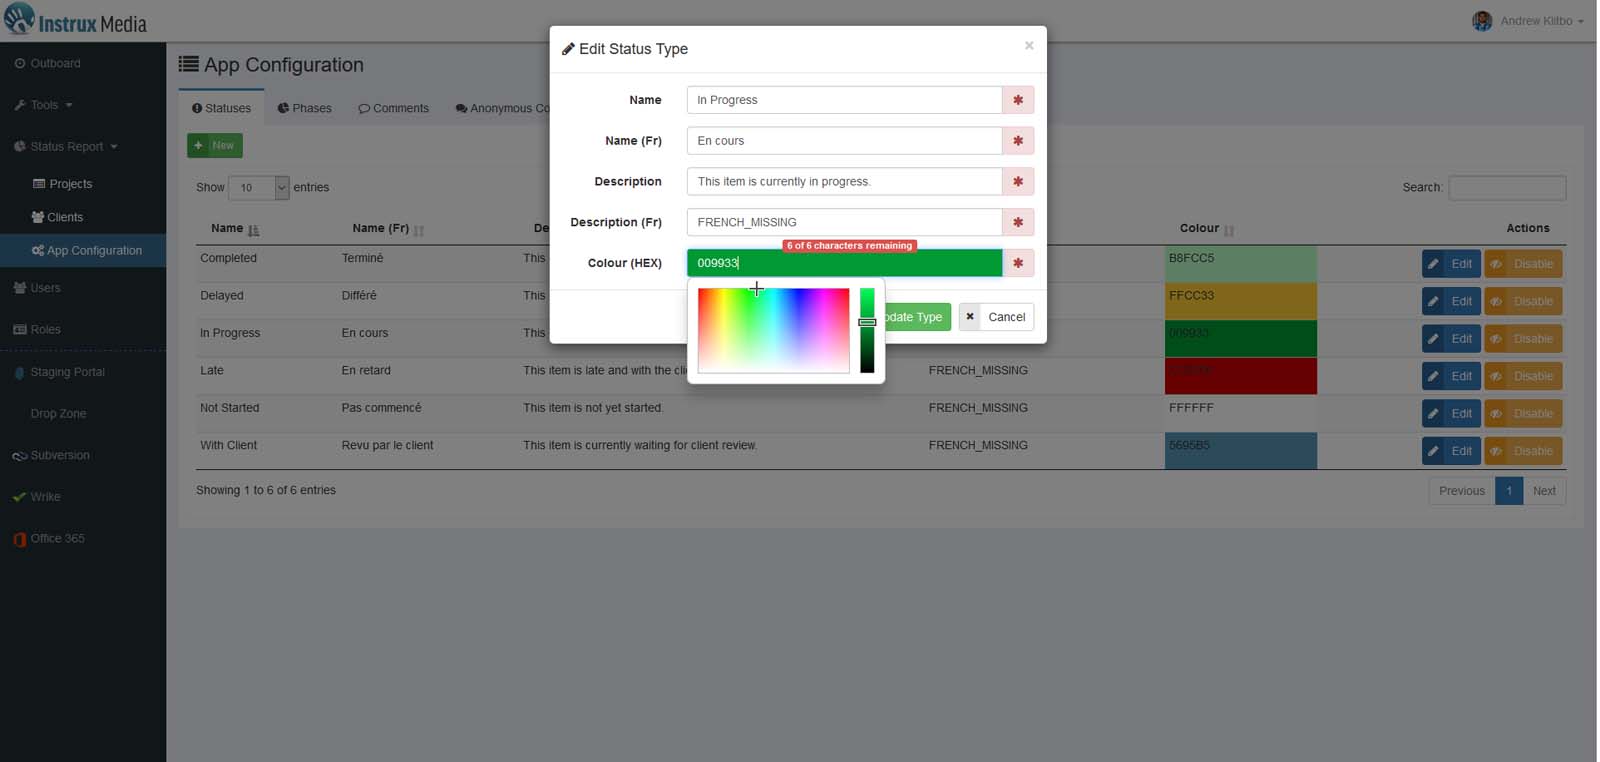 Instrux Media
Andrew Kiitbo
Outboard
Tools
Status Report
Projects
Clients
App Configuration
Users
Roles
Staging Portal
Drop Zone
Subversion
Wrike
Office 365
App Configuration
Statuses Phases Comments Anonymous Co
New
Show 10 entries
Search:
Name Name (Fr) De Colour Actions
Completed Terminé This B8FCC5 Edit Disable
Delayed Différé This FFCC33 Edit Disable
In Progress En cours This 009933 Edit Disable
Late En retard This item is late and with the cli FRENCH_MISSING Edit Disable
Not Started Pas commencé This item is not yet started. FRENCH_MISSING FFFFFF Edit Disable
With Client Revu par le client This item is currently waiting for client review. FRENCH_MISSING 5695B5 Edit Disable
Showing 1 to 6 of 6 entries
Previous 1 Next
Edit Status Type ×
Name In Progress
Name (Fr) En cours
Description This item is currently in progress.
Description (Fr) FRENCH_MISSING
6 of 6 characters remaining
Colour (HEX) 009933
pdate Type Cancel